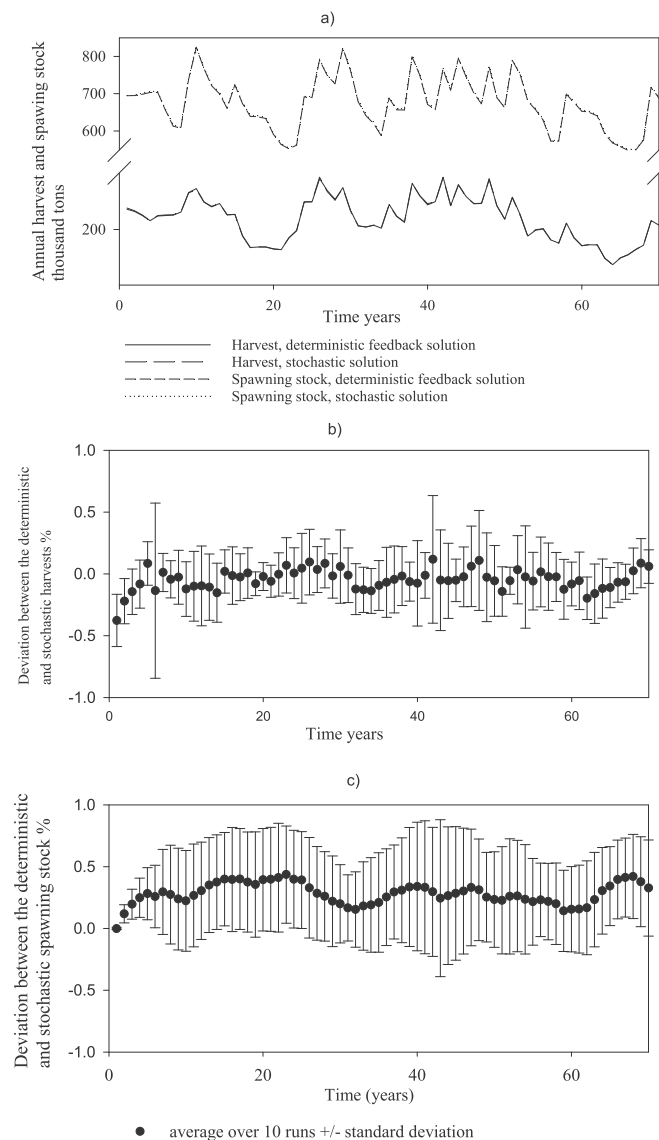 a)
Annual harvest and spawing stock
thousand tons
800
700
600
200
0
20
40
60
Time years
Harvest, deterministic feedback solution
Harvest, stochastic solution
Spawning stock, deterministic feedback solution
Spawning stock, stochastic solution
b)
Deviation between the deterministic
and stochastic harvests %
1.0
0.5
0.0
-0.5
-1.0
0
20
40
60
Time years
c)
Deviation between the deterministic
and stochastic spawning stock %
1.0
0.5
0.0
-0.5
-1.0
0
20
40
60
Time (years)
average over 10 runs +/- standard deviation